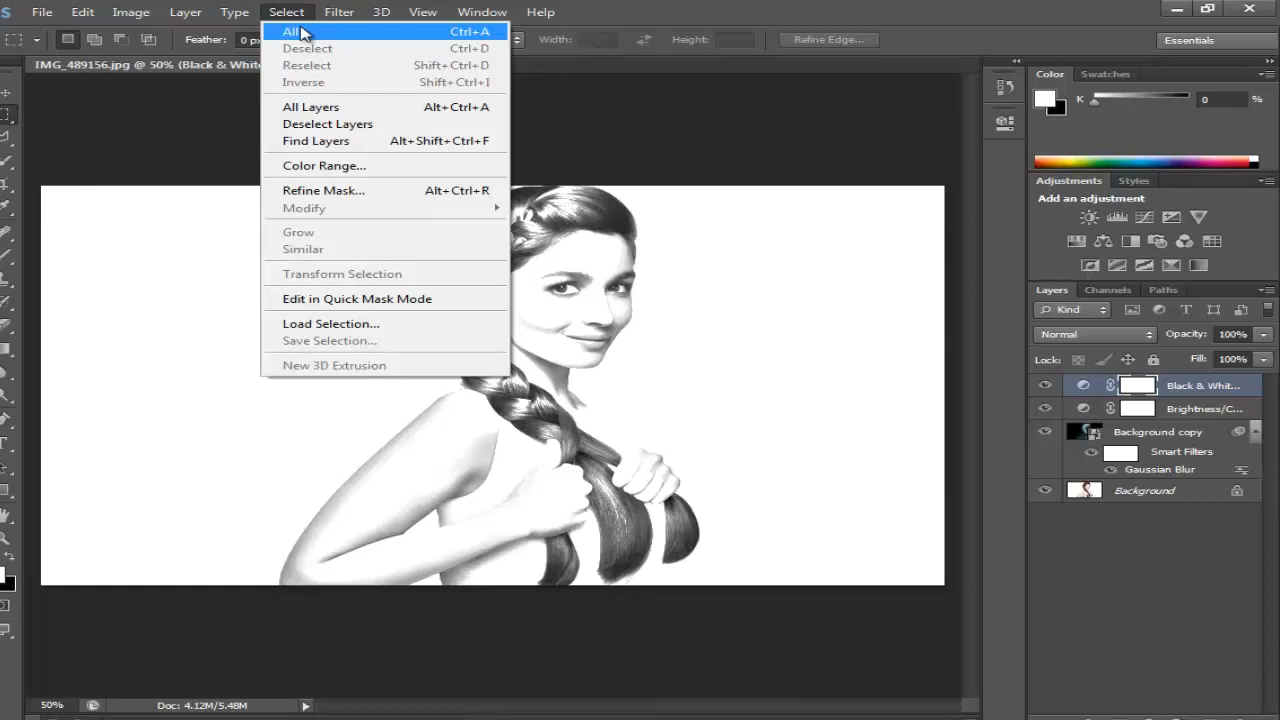 S File Edit Image Layer Type Select Filter 3D View Window Help
Feather: 0 p Width: Height: Refine Edge... Essentials
IMG_489156.jpg @ 50% (Black & White
All Ctrl+A
Deselect Ctrl+D
Reselect Shift+Ctrl+D
Inverse Shift+Ctrl+I
All Layers Alt+Ctrl+A
Deselect Layers
Find Layers Alt+Shift+Ctrl+F
Color Range...
Refine Mask... Alt+Ctrl+R
Modify
Grow
Similar
Transform Selection
Edit in Quick Mask Mode
Load Selection...
Save Selection...
New 3D Extrusion
Color Swatches
K 0 %
Adjustments Styles
Add an adjustment
Layers Channels Paths
Kind T
Normal Opacity: 100%
Lock: Fill: 100%
Black & Whit...
Brightness/C...
Background copy
Smart Filters
Gaussian Blur
Background
50% Doc: 4.12M/5.48M